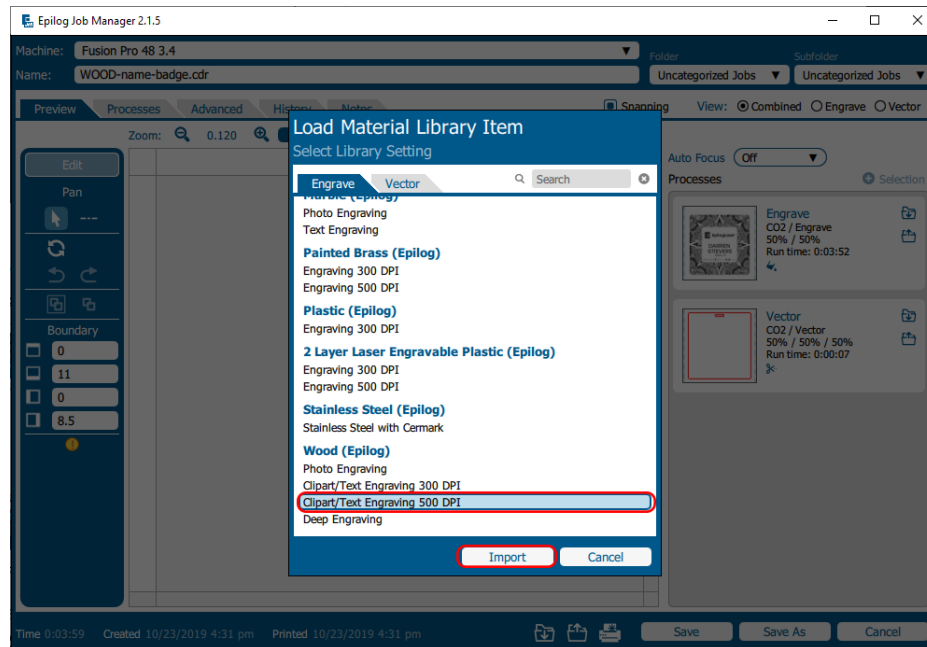 Epilog Job Manager 2.1.5
Machine: Fusion Pro 48 3.4
Folder Subfolder
Name: WOOD-name-badge.cdr Uncategorized Jobs Uncategorized Jobs
Preview Processes Advanced History Notes Snapping View: Combined Engrave Vector
Zoom: 0.120
Load Material Library Item
Select Library Setting
Engrave Vector Search
Marble (Epilog)
Photo Engraving
Text Engraving
Painted Brass (Epilog)
Engraving 300 DPI
Engraving 500 DPI
Plastic (Epilog)
Engraving 300 DPI
2 Layer Laser Engravable Plastic (Epilog)
Engraving 300 DPI
Engraving 500 DPI
Stainless Steel (Epilog)
Stainless Steel with Cermark
Wood (Epilog)
Photo Engraving
Clipart/Text Engraving 300 DPI
Clipart/Text Engraving 500 DPI
Deep Engraving
Import Cancel
Edit
Pan
Boundary
0
11
0
8.5
Auto Focus Off
Processes Selection
Engrave
CO2 / Engrave
50% / 50%
Run time: 0:03:52
DARREN
Vector
CO2 / Vector
50% / 50% / 50%
Run time: 0:00:07
Time 0:03:59 Created 10/23/2019 4:31 pm Printed 10/23/2019 4:31 pm Save Save As Cancel